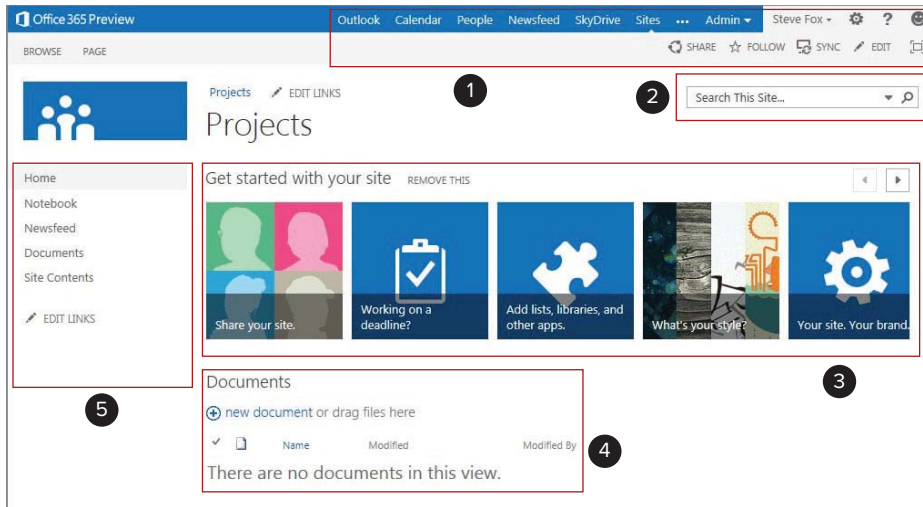 Office 365 Preview
Outlook Calendar People Newsfeed SkyDrive Sites ... Admin Steve Fox ?
BROWSE PAGE
SHARE FOLLOW SYNC EDIT
1
2
Projects EDIT LINKS
Search This Site...
Projects
Home
Notebook
Newsfeed
Documents
Site Contents
EDIT LINKS
5
Get started with your site REMOVE THIS
Share your site.
Working on a
deadline?
Add lists, libraries, and
other apps.
What's your style?
Your site. Your brand.
3
Documents
new document or drag files here
Name Modified Modified By
4
There are no documents in this view.